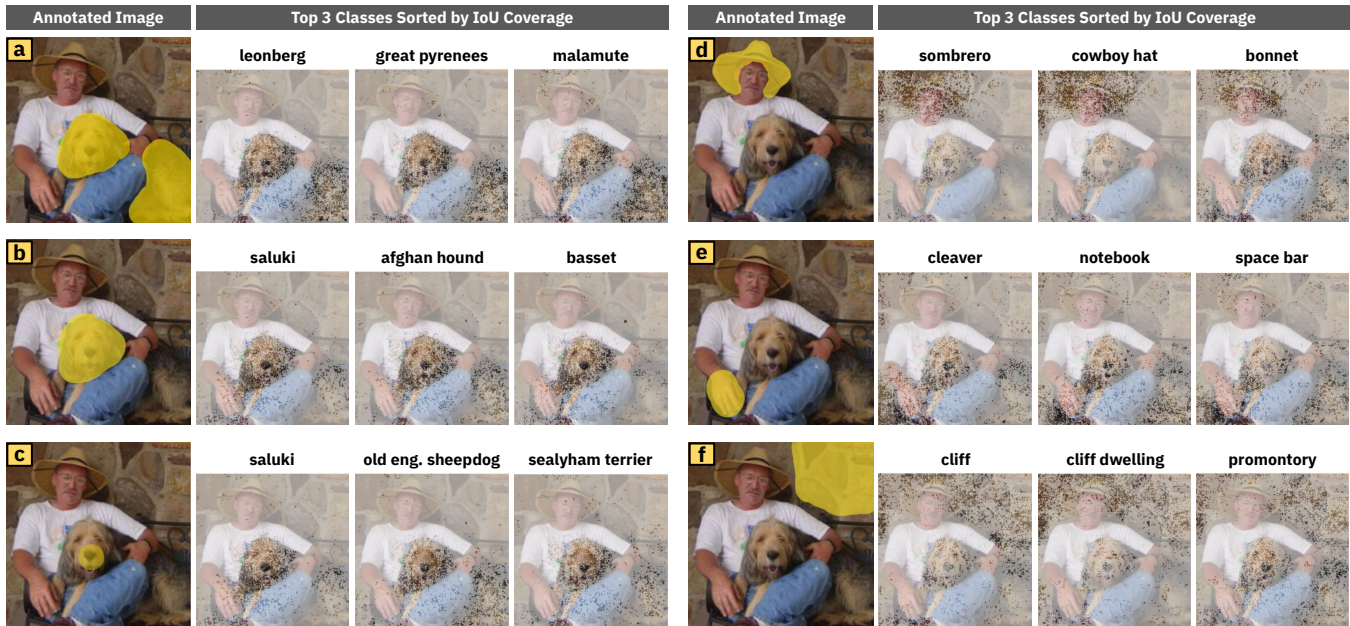 Annotated Image
Top 3 Classes Sorted by IoU Coverage
a
leonberg
great pyrenees
malamute
b
saluki
afghan hound
basset
c
saluki
old eng. sheepdog
sealyham terrier
Annotated Image
Top 3 Classes Sorted by IoU Coverage
d
sombrero
cowboy hat
bonnet
e
cleaver
notebook
space bar
f
cliff
cliff dwelling
promontory